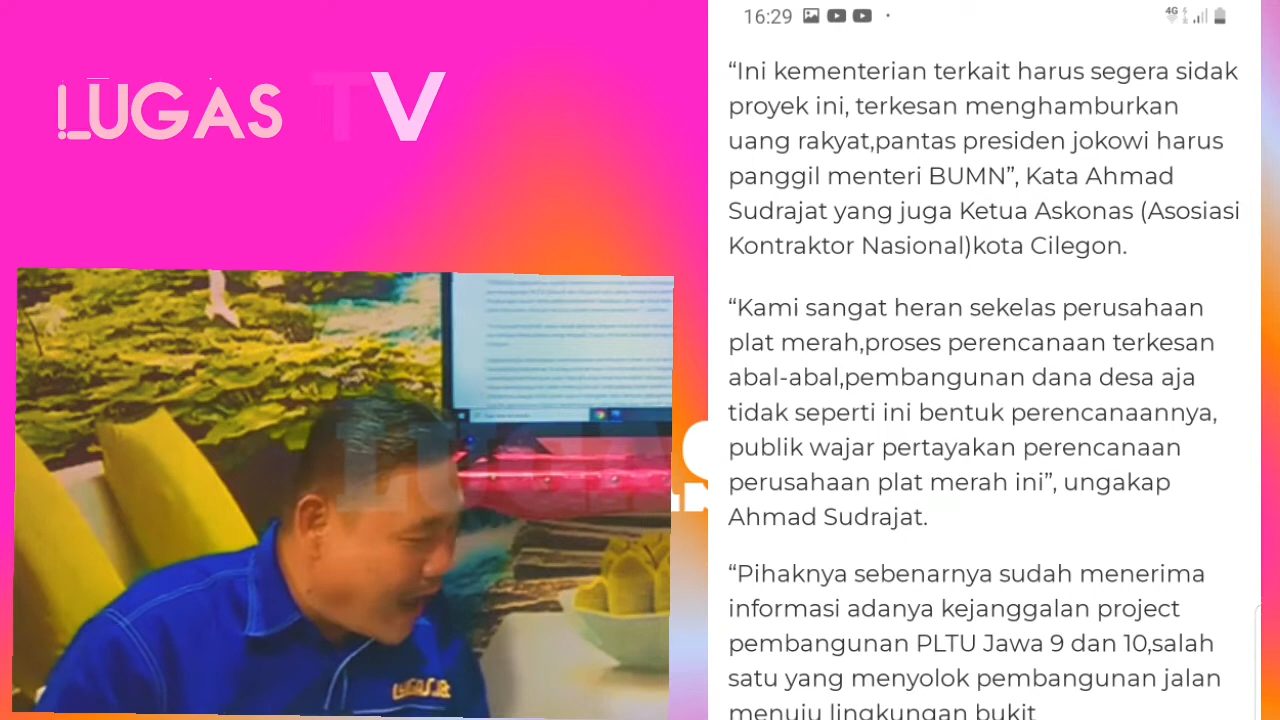 LUGAS TV
16:29
4G
“Ini kementerian terkait harus segera sidak
proyek ini, terkesan menghamburkan
uang rakyat,pantas presiden jokowi harus
panggil menteri BUMN”, Kata Ahmad
Sudrajat yang juga Ketua Askonas (Asosiasi
Kontraktor Nasional)kota Cilegon.
“Kami sangat heran sekelas perusahaan
plat merah,proses perencanaan terkesan
abal-abal,pembangunan dana desa aja
tidak seperti ini bentuk perencanaannya,
publik wajar pertayakan perencanaan
perusahaan plat merah ini”, ungakap
Ahmad Sudrajat.
“Pihaknya sebenarnya sudah menerima
informasi adanya kejanggalan project
pembangunan PLTU Jawa 9 dan 10,salah
satu yang menyolok pembangunan jalan
menuju lingkungan bukit